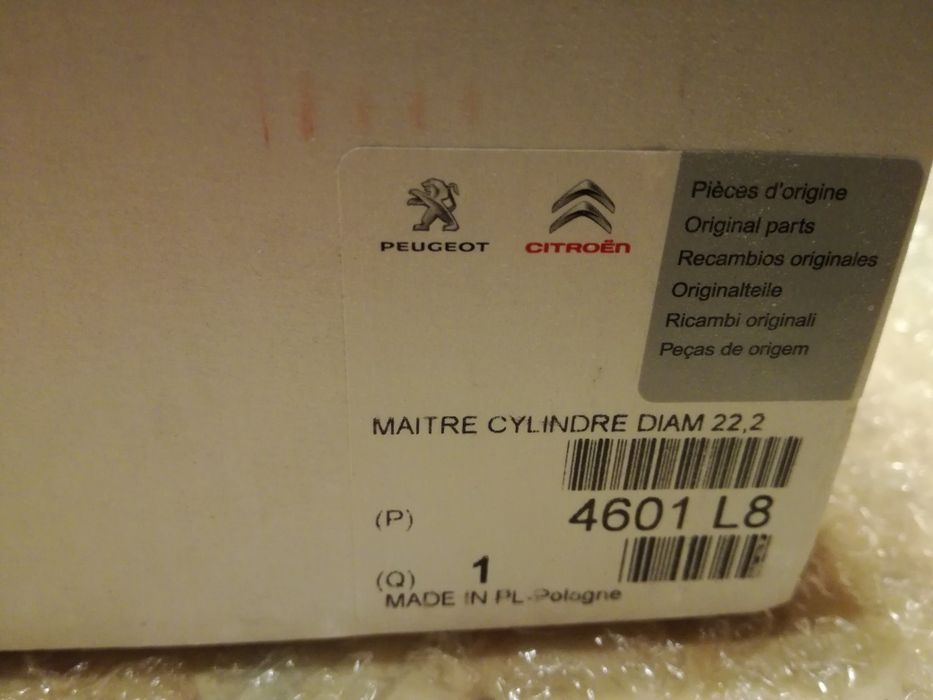 PEUGEOT
CITROËN
Pièces d'origine
Original parts
Recambios originales
Originalteile
Ricambi originali
Peças de origem
MAITRE CYLINDRE DIAM 22,2
(P) 4601 L8
(Q) 1
MADE IN PL-Pologne